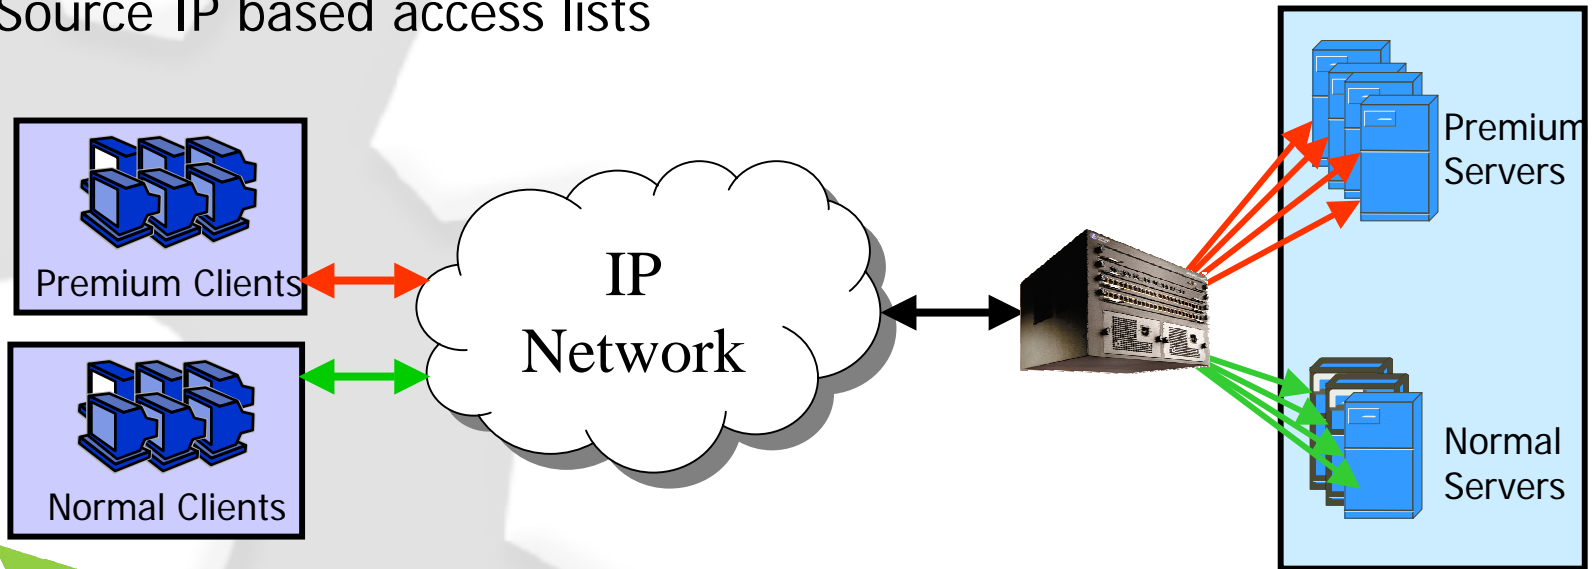 Source IP based access lists
Premium Clients
Normal Clients
IP
Network
Premium
Servers
Normal
Servers